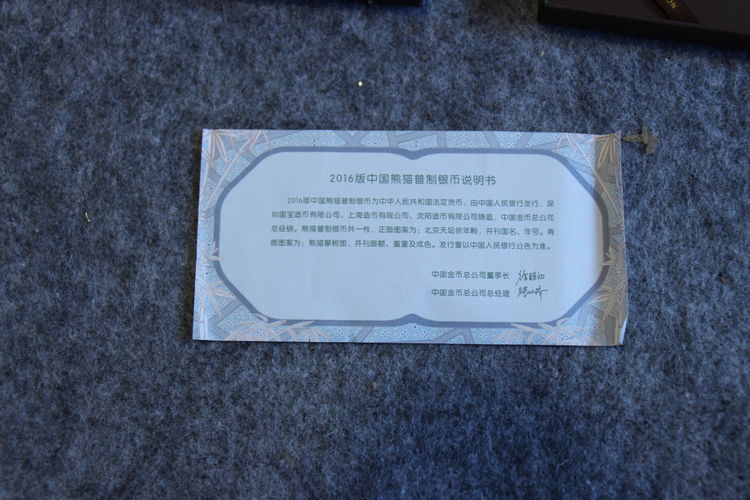 2016版中国熊猫普制银币说明书
2016版中国熊猫普制银币为中华人民共和国法定货币，由中国人民银行发行，深
圳国宝造币有限公司、上海造币有限公司、沈阳造币有限公司铸造，中国金币总公司
总经销。熊猫普制银币共一枚，正面图案为：北京天坛祈年殿，并刊国名、年号。背
面图案为：熊猫攀树图，并刊面额、重量及成色。发行量以中国人民银行公告为准。
中国金币总公司董事长
中国金币总公司总经理